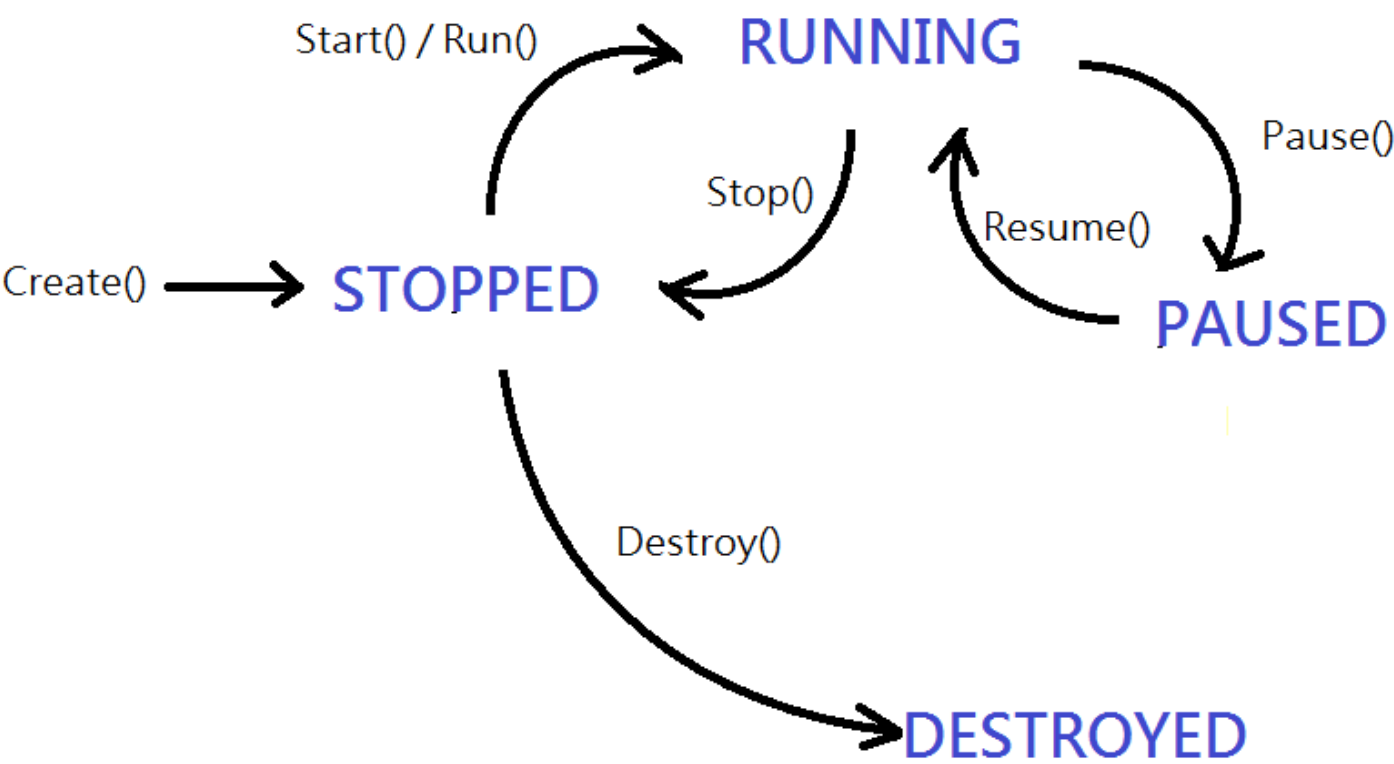 Start() / Run()
RUNNING
Pause()
Stop()
Resume()
Create()
STOPPED
PAUSED
Destroy()
DESTROYED